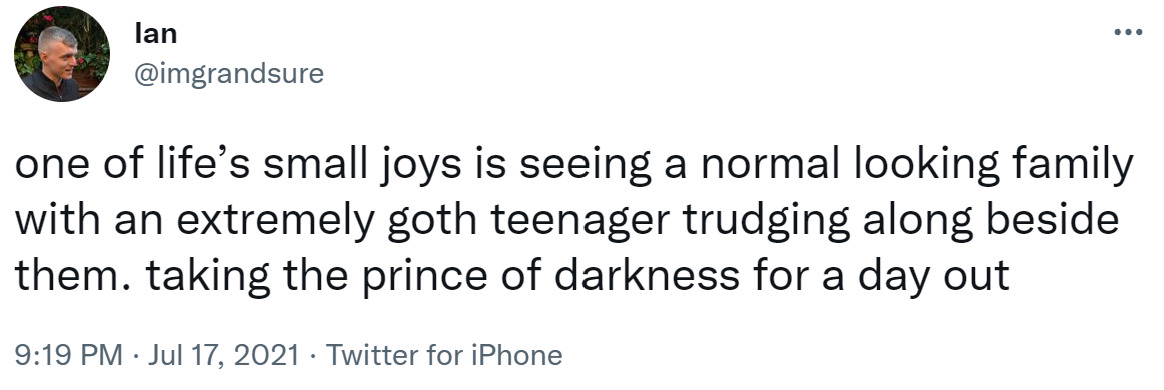 Ian
@imgrandsure
one of life’s small joys is seeing a normal looking family
with an extremely goth teenager trudging along beside
them. taking the prince of darkness for a day out
9:19 PM · Jul 17, 2021 · Twitter for iPhone